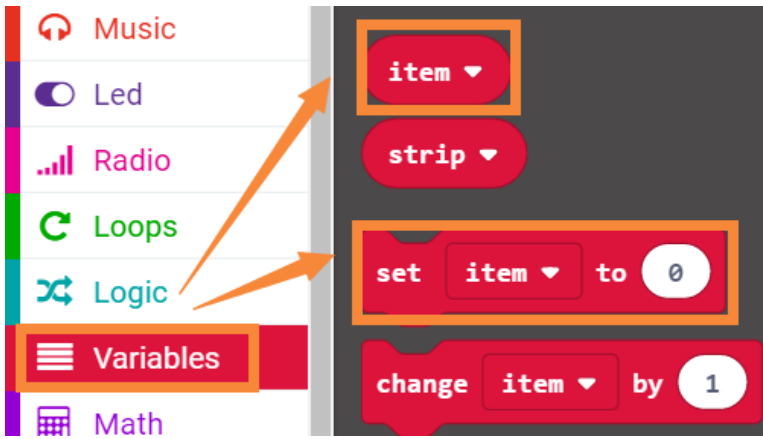 Music
Led
Radio
Loops
Logic
Variables
Math
item
strip
set item to 0
change item by 1